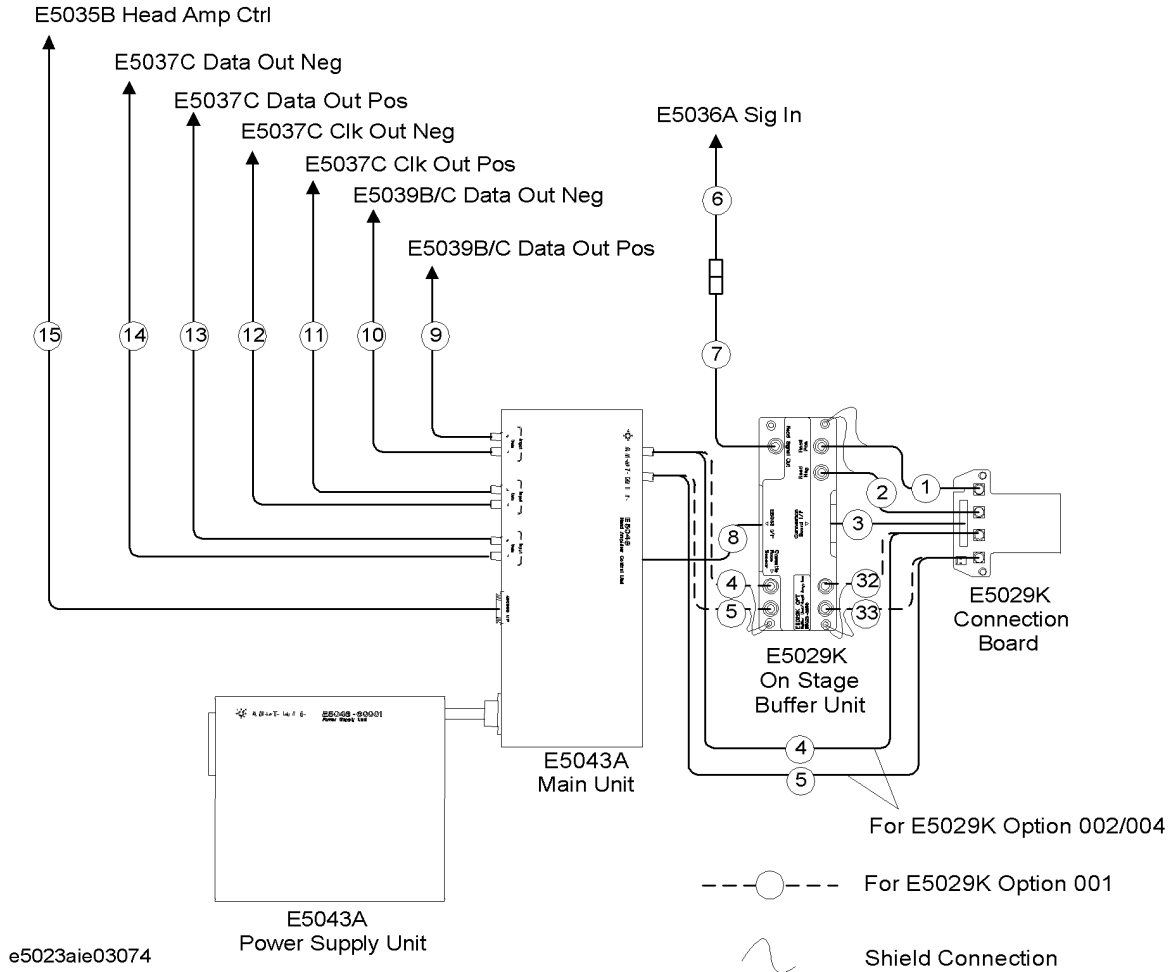 E5035B Head Amp Ctrl
E5037C Data Out Neg
E5037C Data Out Pos
E5037C Clk Out Neg
E5037C Clk Out Pos
E5039B/C Data Out Neg
E5039B/C Data Out Pos
E5036A Sig In
6
15
14
13
12
11
10
9
7
1
2
3
8
4
32
5
33
E5029K
Connection
Board
E5029K
On Stage
Buffer Unit
4
5
E5043A
Main Unit
For E5029K Option 002/004
For E5029K Option 001
E5043A
Power Supply Unit
Shield Connection
e5023aie03074